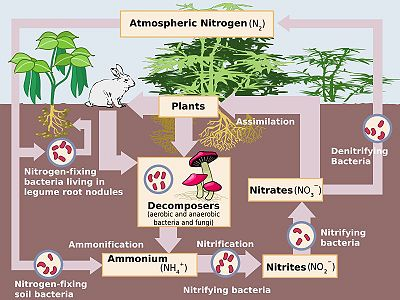 Atmospheric Nitrogen (N₂)
Plants
Assimilation
Denitrifying
Bacteria
Nitrogen-fixing
bacteria living in
legume root nodules
Decomposers
(aerobic and anaerobic
bacteria and fungi)
Nitrates (NO₃⁻)
Ammonification
Nitrification
Nitrifying
bacteria
Ammonium
(NH₄⁺)
Nitrites (NO₂⁻)
Nitrogen-fixing
soil bacteria
Nitrifying bacteria